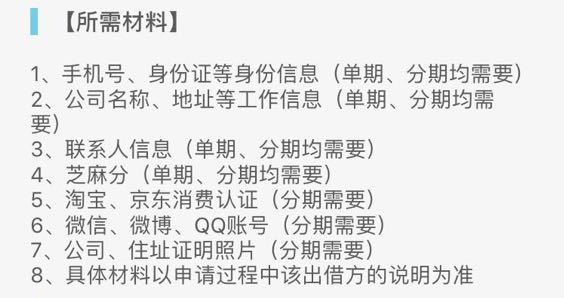 【所需材料】
1、手机号、身份证等身份信息（单期、分期均需要）
2、公司名称、地址等工作信息（单期、分期均需
要）
3、联系人信息（单期、分期均需要）
4、芝麻分（单期、分期均需要）
5、淘宝、京东消费认证（分期需要）
6、微信、微博、QQ账号（分期需要）
7、公司、住址证明照片（分期需要）
8、具体材料以申请过程中该出借方的说明为准